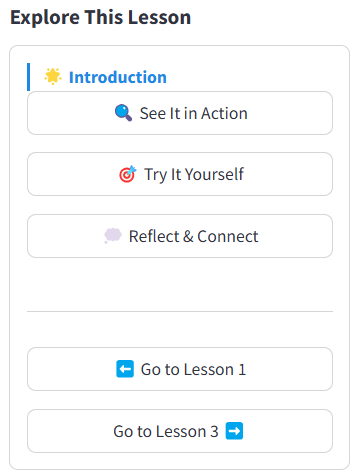 Explore This Lesson
🌟 Introduction
🔍 See It in Action
🎯 Try It Yourself
💭 Reflect & Connect
⬅️ Go to Lesson 1
Go to Lesson 3 ➡️